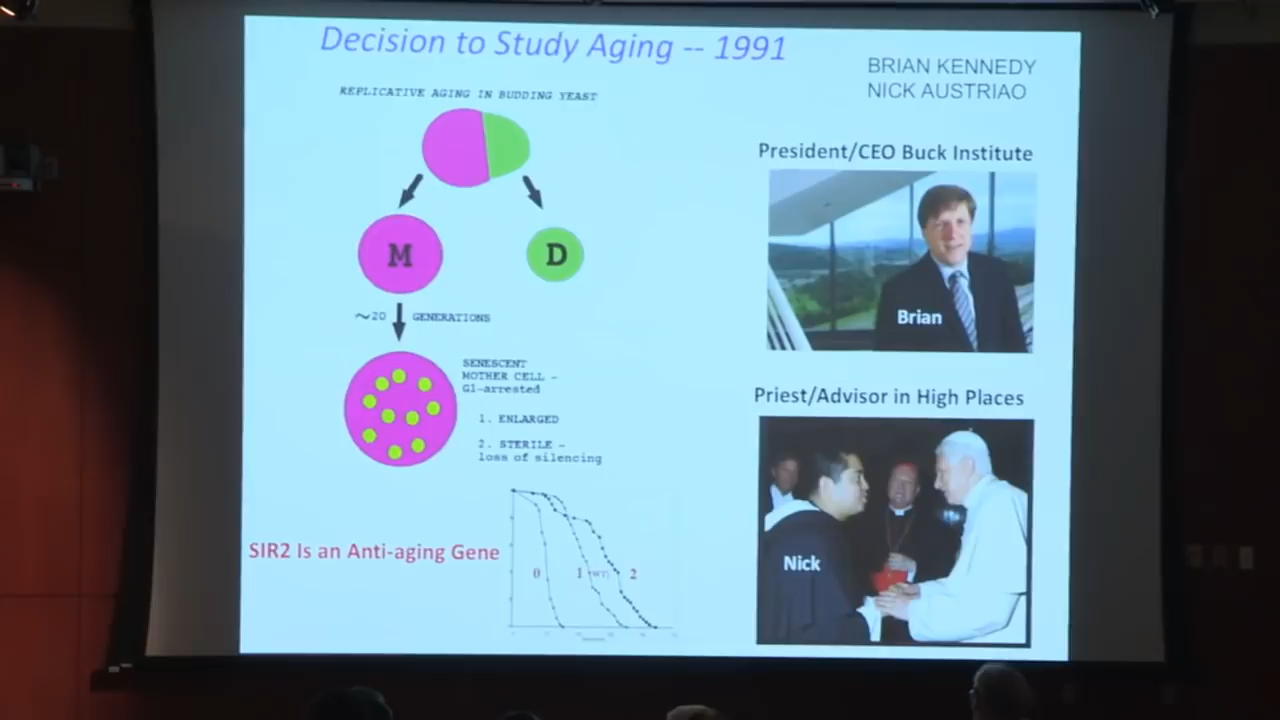 Decision to Study Aging -- 1991
BRIAN KENNEDY
NICK AUSTRIAO
REPLICATIVE AGING IN BUDDING YEAST
M
D
~20 GENERATIONS
SENESCENT
MOTHER CELL -
G1-arrested
1. ENLARGED
2. STERILE -
loss of silencing
SIR2 Is an Anti-aging Gene
0 1 (WT) 2
President/CEO Buck Institute
Brian
Priest/Advisor in High Places
Nick